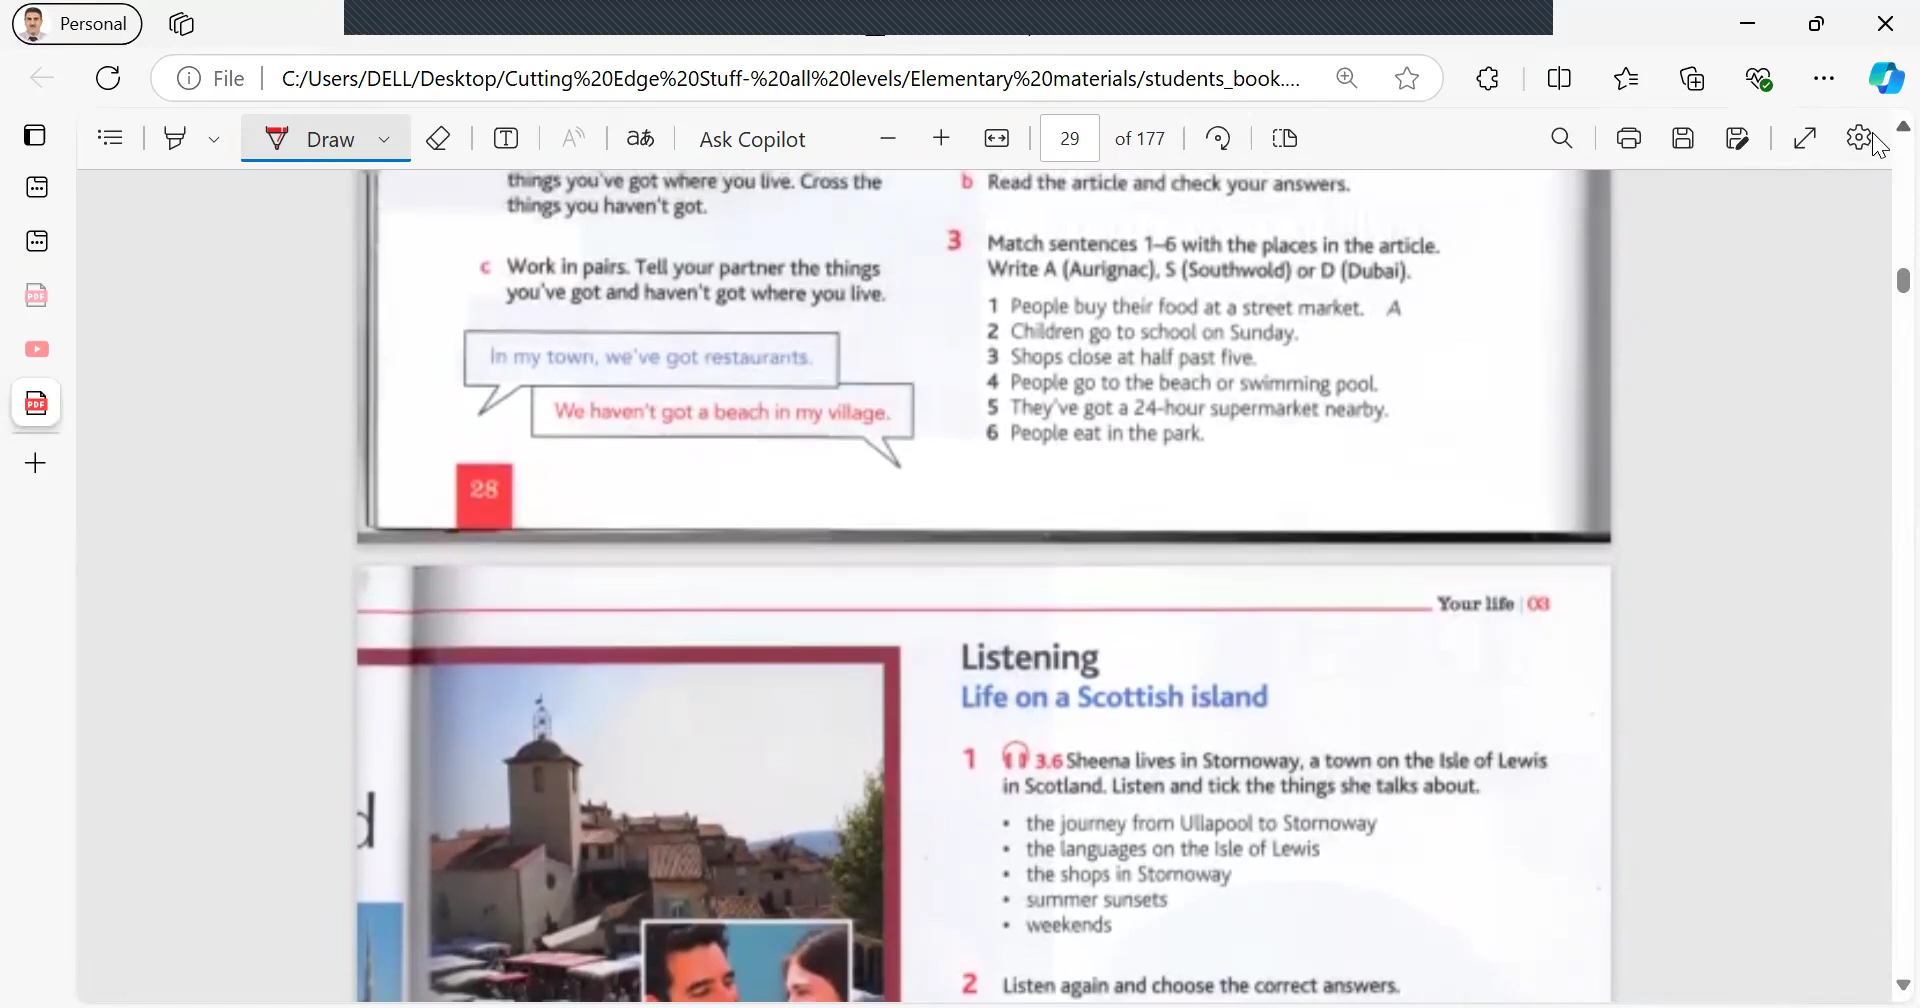 Personal
File
C:/Users/DELL/Desktop/Cutting%20Edge%20Stuff-%20all%20levels/Elementary%20materials/students_book....
Draw
aあ
Ask Copilot
29 of 177
things you've got where you live. Cross the
things you haven't got.
c Work in pairs. Tell your partner the things
you've got and haven't got where you live.
In my town, we've got restaurants.
We haven't got a beach in my village.
28
b Read the article and check your answers.
3 Match sentences 1–6 with the places in the article.
Write A (Aurignac), S (Southwold) or D (Dubai).
1 People buy their food at a street market. A
2 Children go to school on Sunday.
3 Shops close at half past five.
4 People go to the beach or swimming pool.
5 They've got a 24-hour supermarket nearby.
6 People eat in the park.
Your life | 03
d
Listening
Life on a Scottish island
1 3.6 Sheena lives in Stornoway, a town on the Isle of Lewis
in Scotland. Listen and tick the things she talks about.
• the journey from Ullapool to Stornoway
• the languages on the Isle of Lewis
• the shops in Stornoway
• summer sunsets
• weekends
2 Listen again and choose the correct answers.